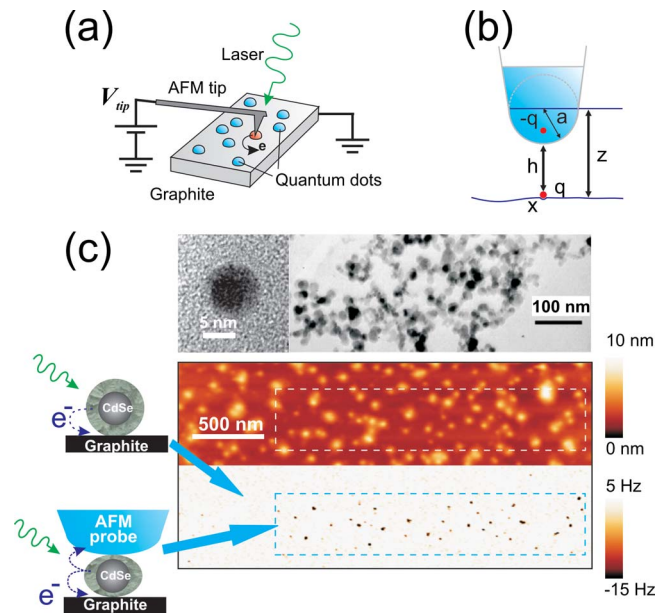 (a)
Laser
AFM tip
V_tip
e
Quantum dots
Graphite
(b)
-q
a
h
z
q
x
(c)
5 nm
100 nm
10 nm
500 nm
0 nm
5 Hz
-15 Hz
CdSe
e-
Graphite
AFM
probe
CdSe
e-
Graphite